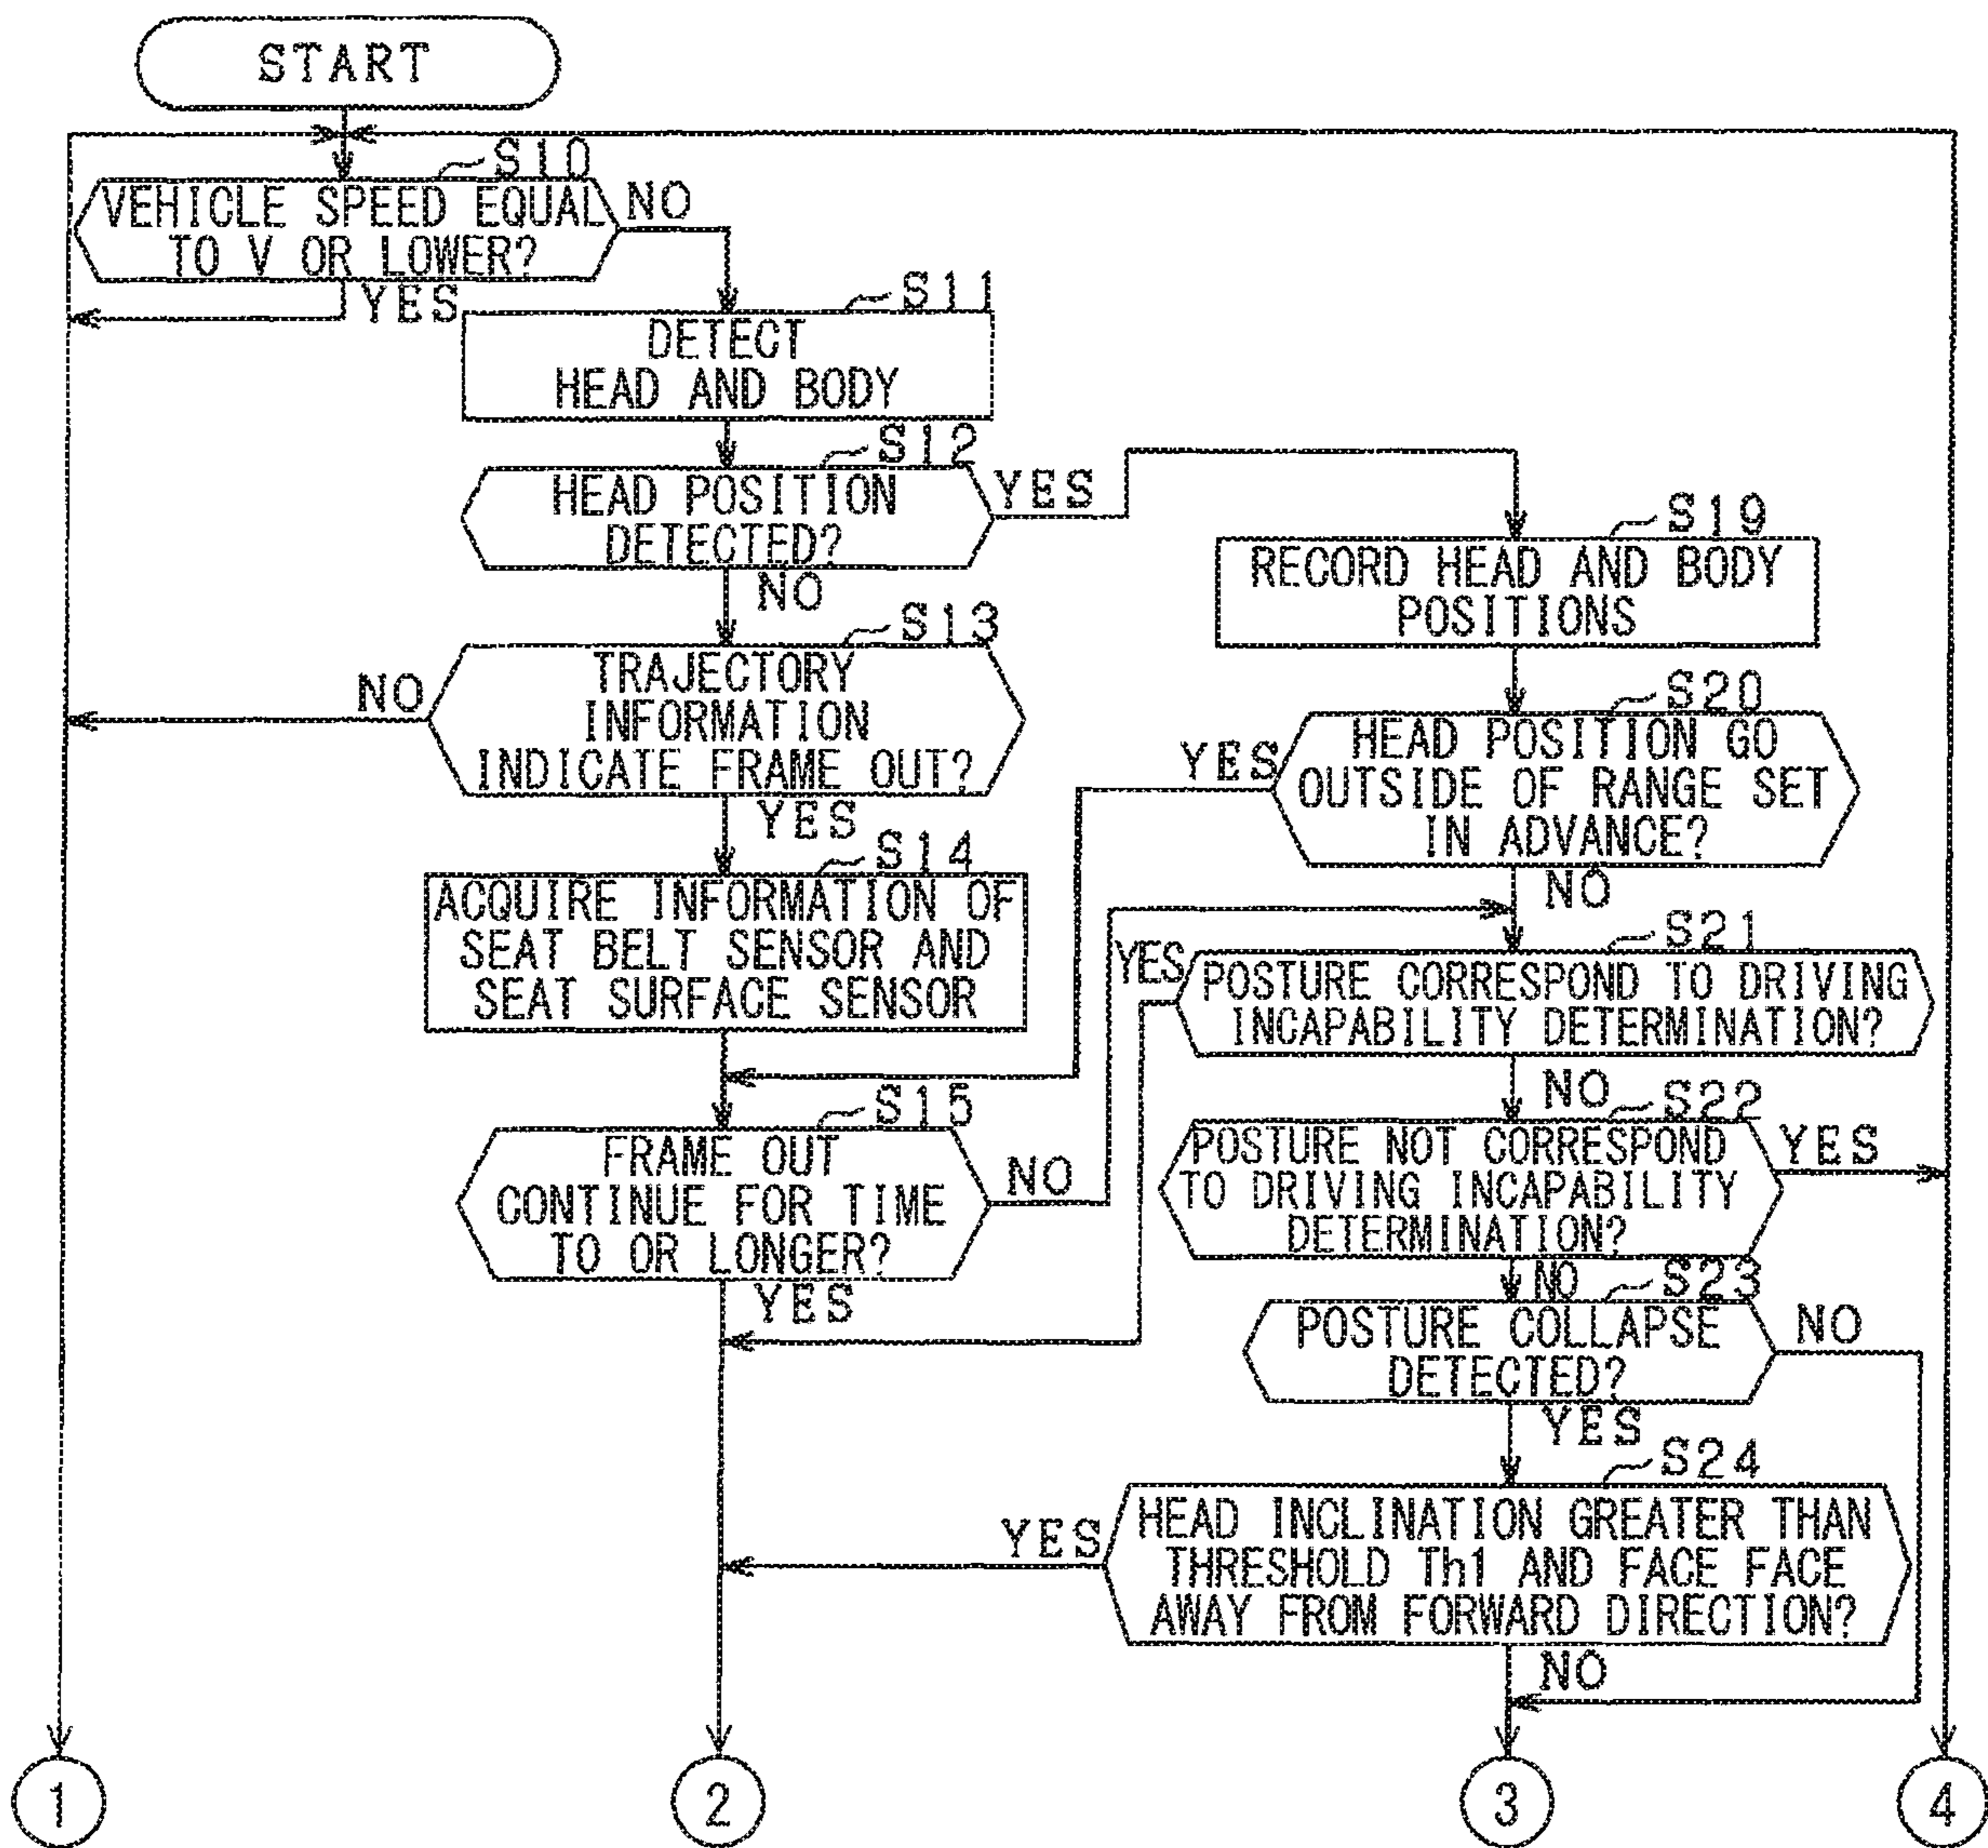 START
S10
VEHICLE SPEED EQUAL
TO V OR LOWER?
NO
YES
S11
DETECT
HEAD AND BODY
S12
HEAD POSITION
DETECTED?
YES
NO
S19
RECORD HEAD AND BODY
POSITIONS
S13
TRAJECTORY
INFORMATION
INDICATE FRAME OUT?
NO
YES
S20
HEAD POSITION GO
OUTSIDE OF RANGE SET
IN ADVANCE?
YES
NO
S14
ACQUIRE INFORMATION OF
SEAT BELT SENSOR AND
SEAT SURFACE SENSOR
S21
POSTURE CORRESPOND TO DRIVING
INCAPABILITY DETERMINATION?
YES
NO
S15
FRAME OUT
CONTINUE FOR TIME
TO OR LONGER?
NO
YES
S22
POSTURE NOT CORRESPOND
TO DRIVING INCAPABILITY
DETERMINATION?
YES
NO
S23
POSTURE COLLAPSE
DETECTED?
NO
YES
S24
HEAD INCLINATION GREATER THAN
THRESHOLD Th1 AND FACE FACE
AWAY FROM FORWARD DIRECTION?
YES
NO
1
2
3
4